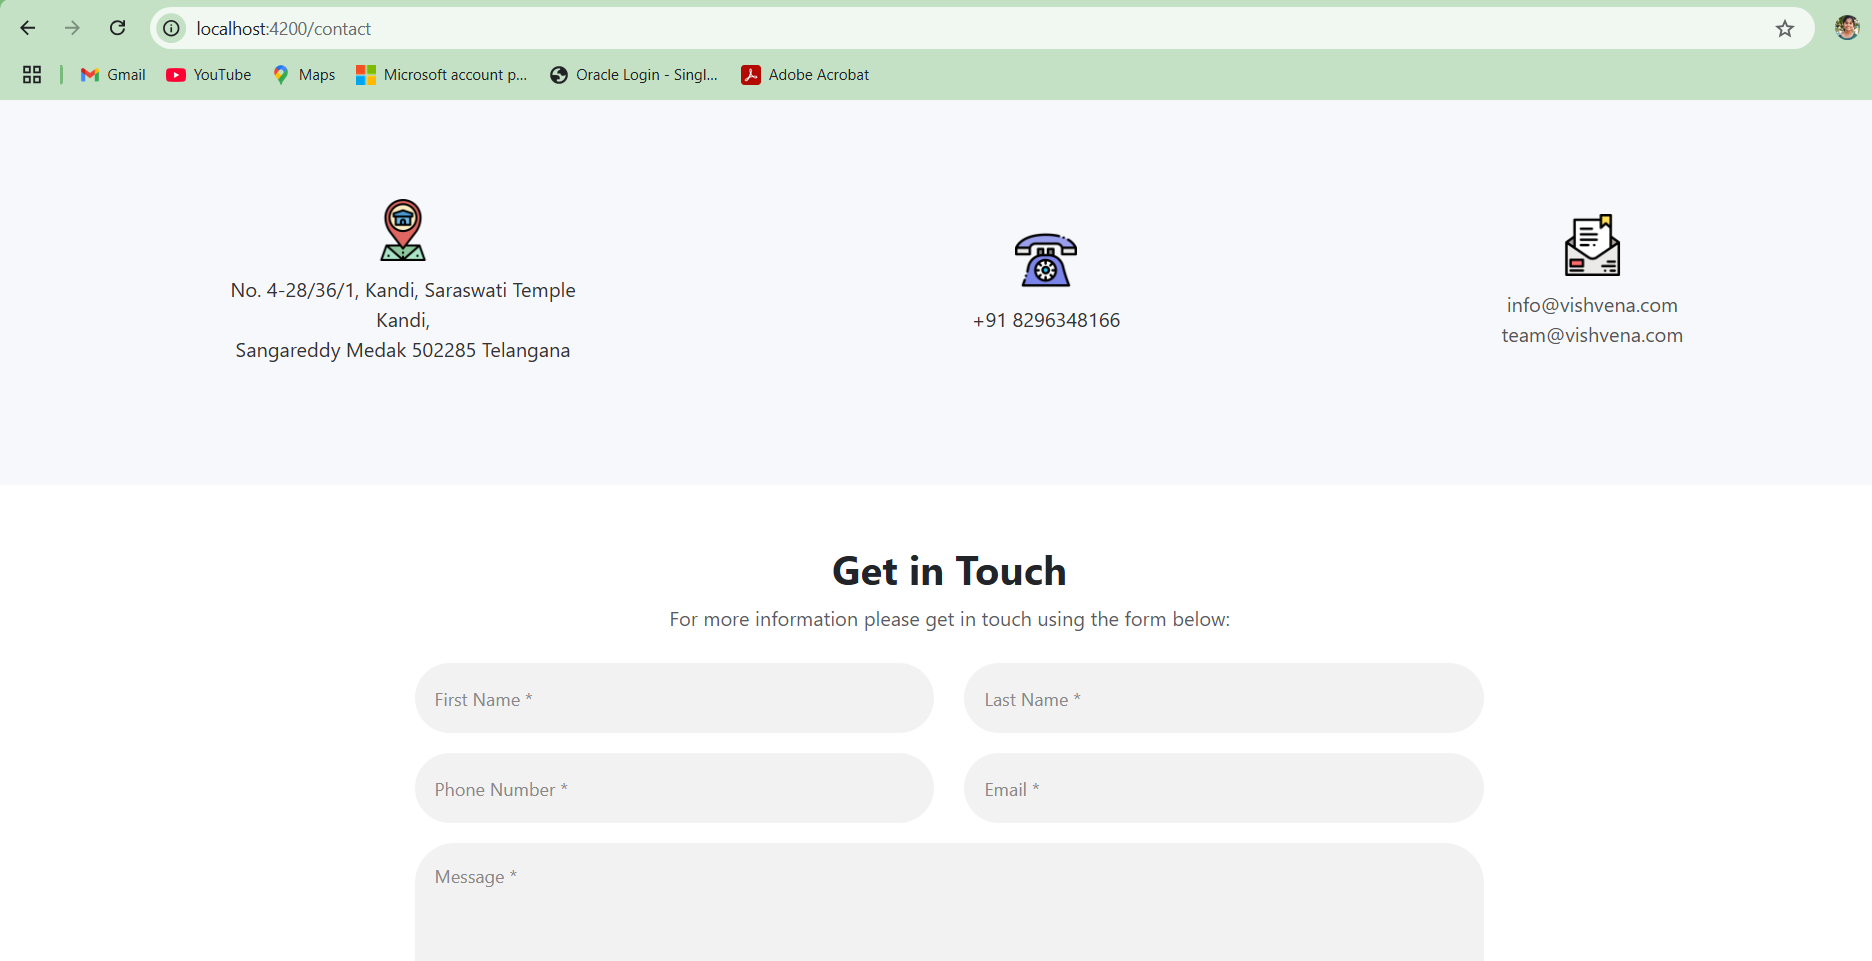 localhost:4200/contact
Gmail
YouTube
Maps
Microsoft account p...
Oracle Login - Singl...
Adobe Acrobat
No. 4-28/36/1, Kandi, Saraswati Temple
Kandi,
Sangareddy Medak 502285 Telangana
+91 8296348166
info@vishvena.com
team@vishvena.com
Get in Touch
For more information please get in touch using the form below:
First Name *
Last Name *
Phone Number *
Email *
Message *